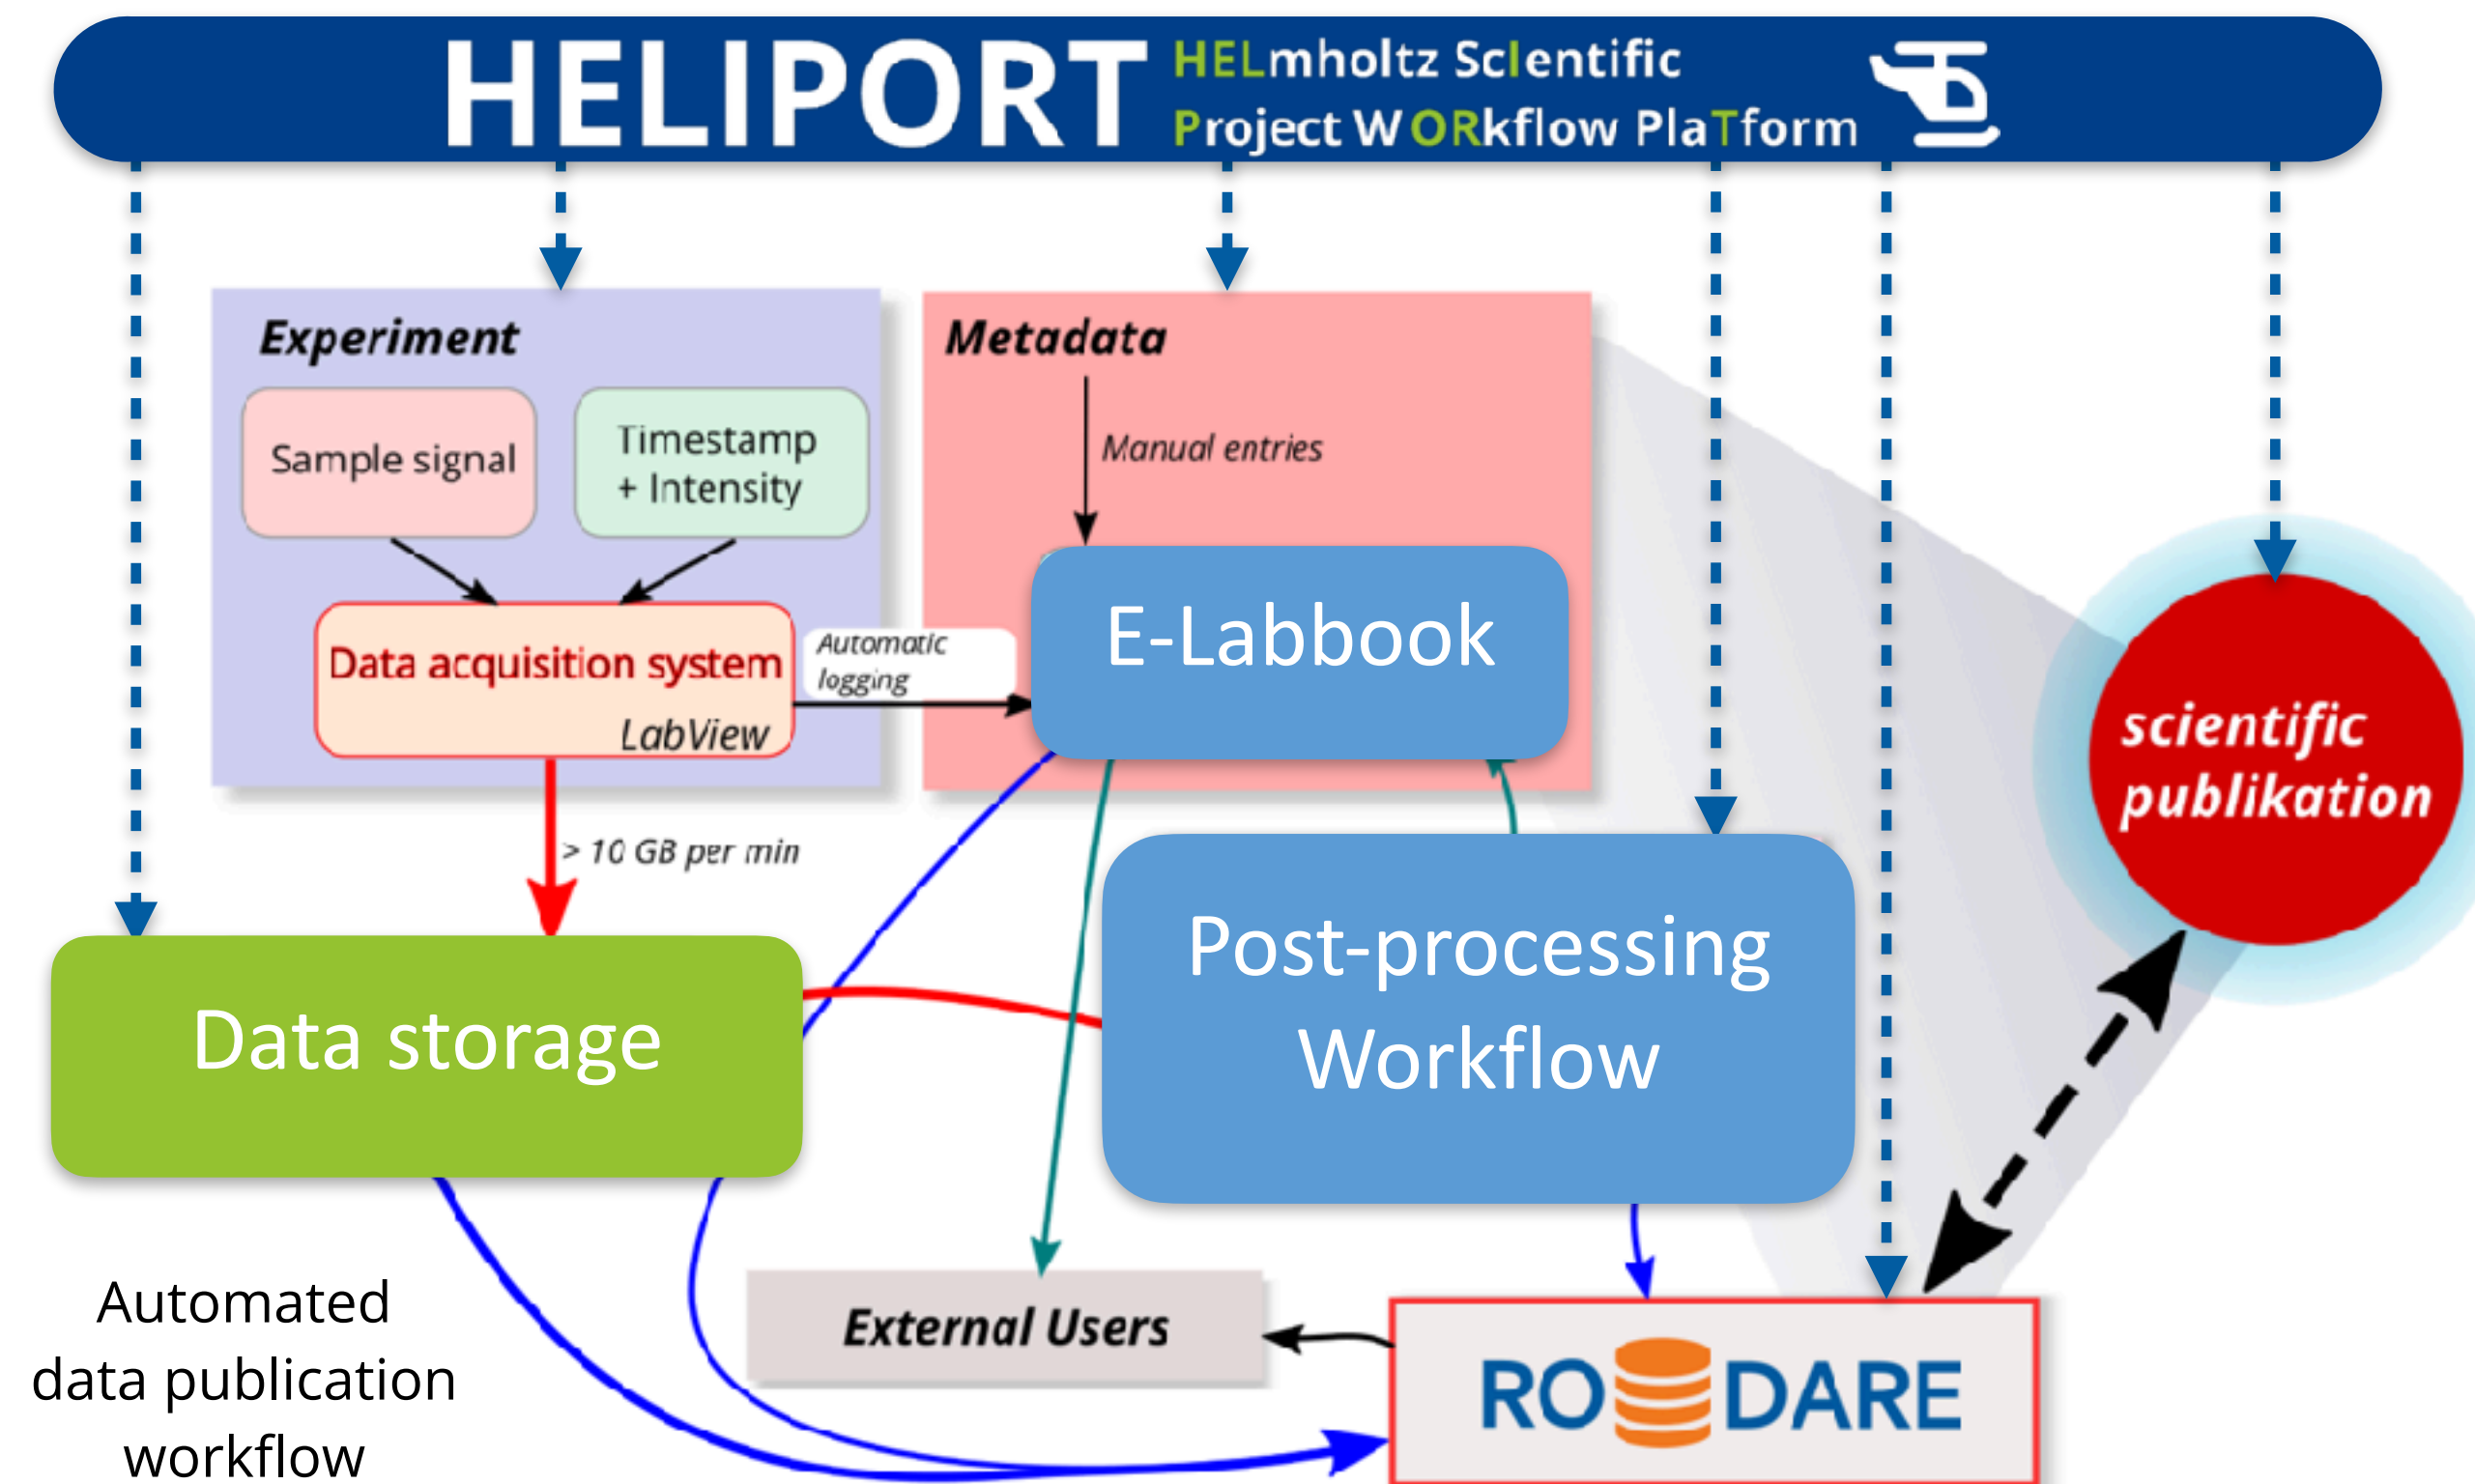 HELIPORT
HELmholtz ScIentific
Project WORkflow PlaTform
Experiment
Metadata
Sample signal
Timestamp
+ Intensity
Manual entries
Data acquisition system
LabView
Automatic
logging
E-Labbook
scientific
publikation
> 10 GB per min
Data storage
Post-processing
Workflow
External Users
RODARE
Automated
data publication
workflow